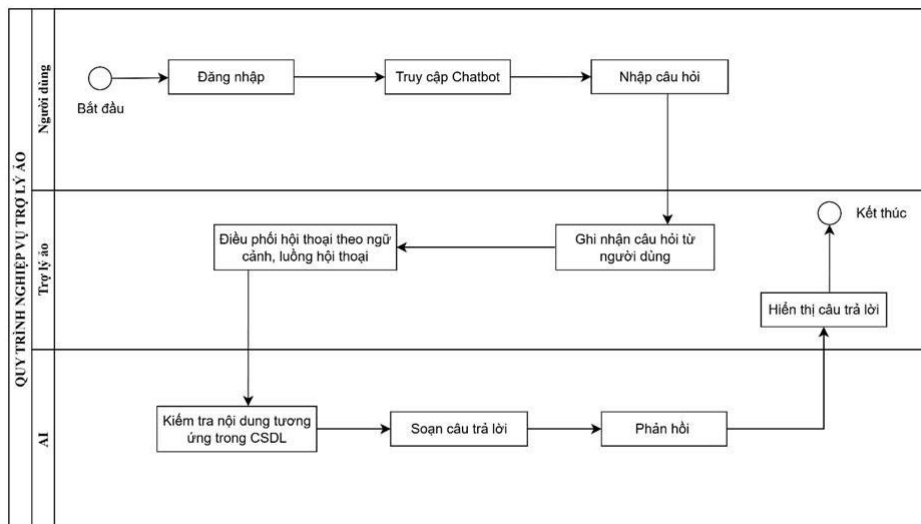 QUY TRÌNH NGHIỆP VỤ TRỢ LÝ ẢO
Người dùng
Bắt đầu
Đăng nhập
Truy cập Chatbot
Nhập câu hỏi
Trợ lý ảo
Điều phối hội thoại theo ngữ
cảnh, luồng hội thoại
Ghi nhận câu hỏi từ
người dùng
Kết thúc
Hiển thị câu trả lời
AI
Kiểm tra nội dung tương
ứng trong CSDL
Soạn câu trả lời
Phản hồi